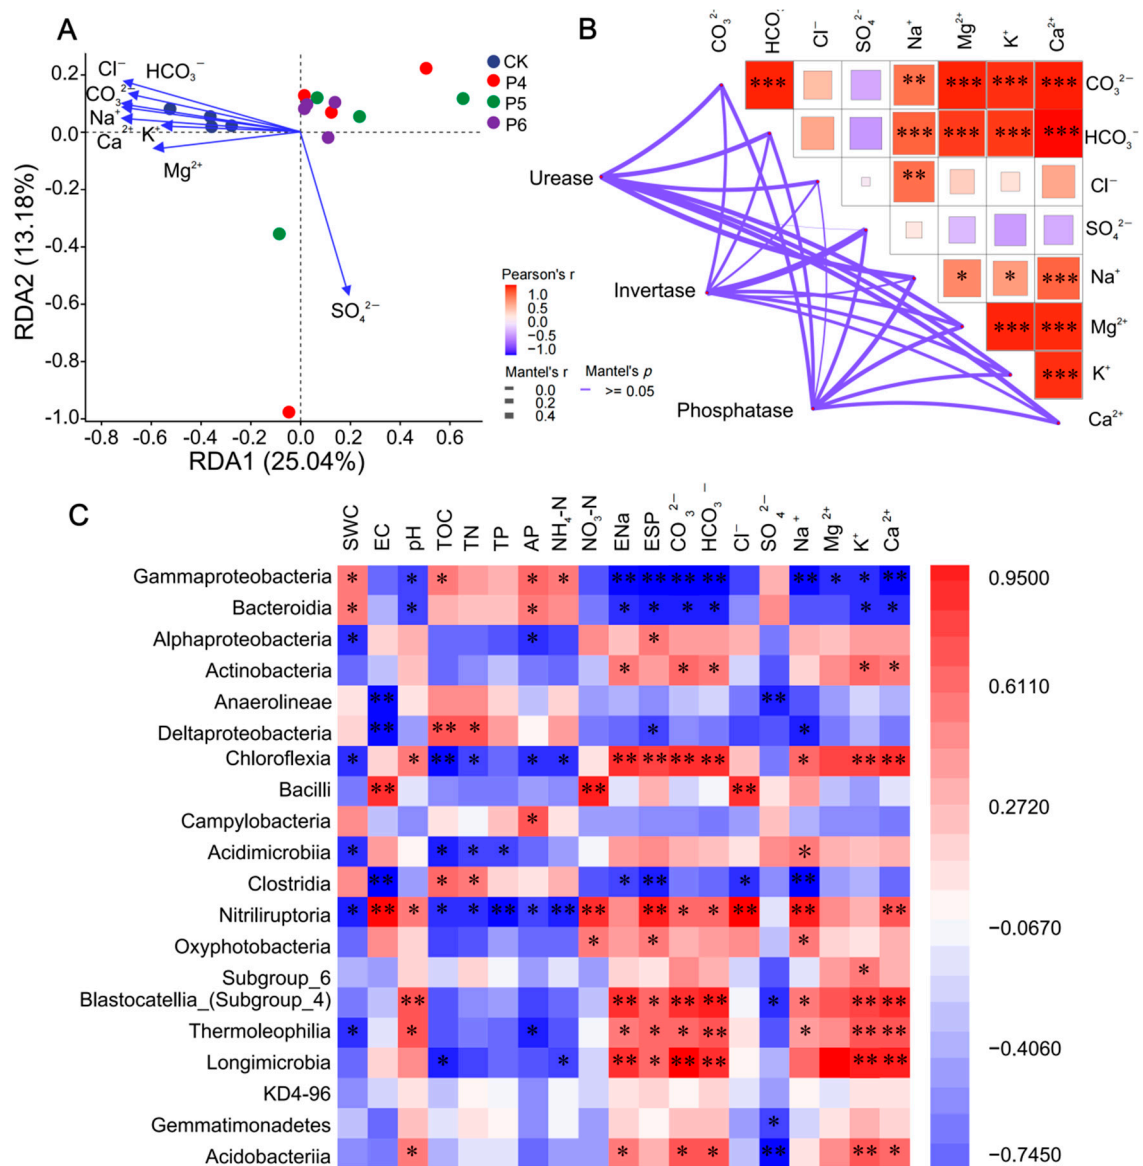 A
Cl⁻
HCO₃⁻
CO₃²⁻
Na⁺
Ca²⁺
K⁺
Mg²⁺
SO₄²⁻
CK
P4
P5
P6
0.2
0.0
-0.2
-0.4
-0.6
-0.8
-1.0
-0.8
-0.6
-0.4
-0.2
0.0
0.2
0.4
0.6
RDA2 (13.18%)
RDA1 (25.04%)
Pearson's r
1.0
0.5
0.0
−0.5
−1.0
Mantel's r
0.0
0.2
0.4
Mantel's p
>= 0.05
B
CO₃²⁻
Cl⁻
SO₄²⁻
Na⁺
Mg²⁺
K⁺
Ca²⁺
*** ** *** *** *** CO₃²⁻
*** *** *** *** HCO₃⁻
** Cl⁻
SO₄²⁻
* * *** Na⁺
*** *** Mg²⁺
*** K⁺
Ca²⁺
Urease
Invertase
Phosphatase
C
SWC
EC
pH
TOC
TN
TP
AP
NH₄-N
NO₃-N
ENa
ESP
CO₃²⁻
HCO₃⁻
Cl⁻
SO₄²⁻
Na⁺
Mg²⁺
K⁺
Ca²⁺
Gammaproteobacteria * * * * * ** ** ** ** ** * * **
Bacteroidia * * * * * * * * *
Alphaproteobacteria * * *
Actinobacteria * * * * *
Anaerolineae ** **
Deltaproteobacteria ** ** * * *
Chloroflexia * * ** * * * ** ** ** ** * ** **
Bacilli ** ** **
Campylobacteria *
Acidimicrobiia * * * * *
Clostridia ** * * * ** * **
Nitriliruptoria * ** * * * ** * ** ** ** * * ** ** **
Oxyphotobacteria * * *
Subgroup_6 *
Blastocatellia_(Subgroup_4) ** ** * ** ** * * ** **
Thermoleophilia * * * * * * ** * ** **
Longimicrobia * * ** * ** ** ** **
KD4-96
Gemmatimonadetes *
Acidobacteriia * * * * ** ** *
0.9500
0.6110
0.2720
−0.0670
−0.4060
−0.7450